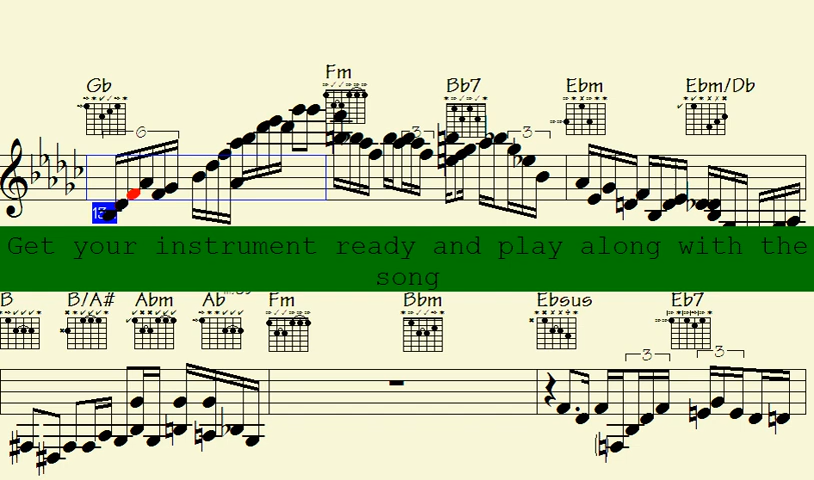 Gb Fm Bb7 Ebm Ebm/Db
6 3 3
13
Get your instrument ready and play along with the
song
B B/A# Abm Ab Fm Bbm Ebsus Eb7
3 3